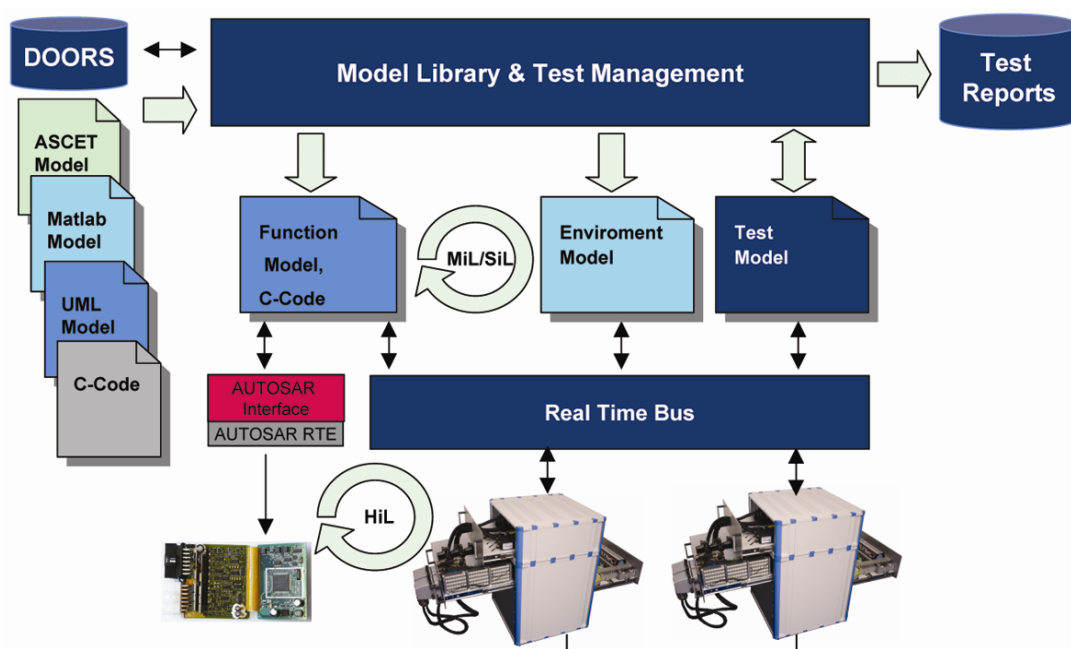 DOORS
Model Library & Test Management
Test
Reports
ASCET
Model
Matlab
Model
UML
Model
C-Code
Function
Model,
C-Code
MiL/SiL
Enviroment
Model
Test
Model
AUTOSAR
Interface
AUTOSAR RTE
Real Time Bus
HiL